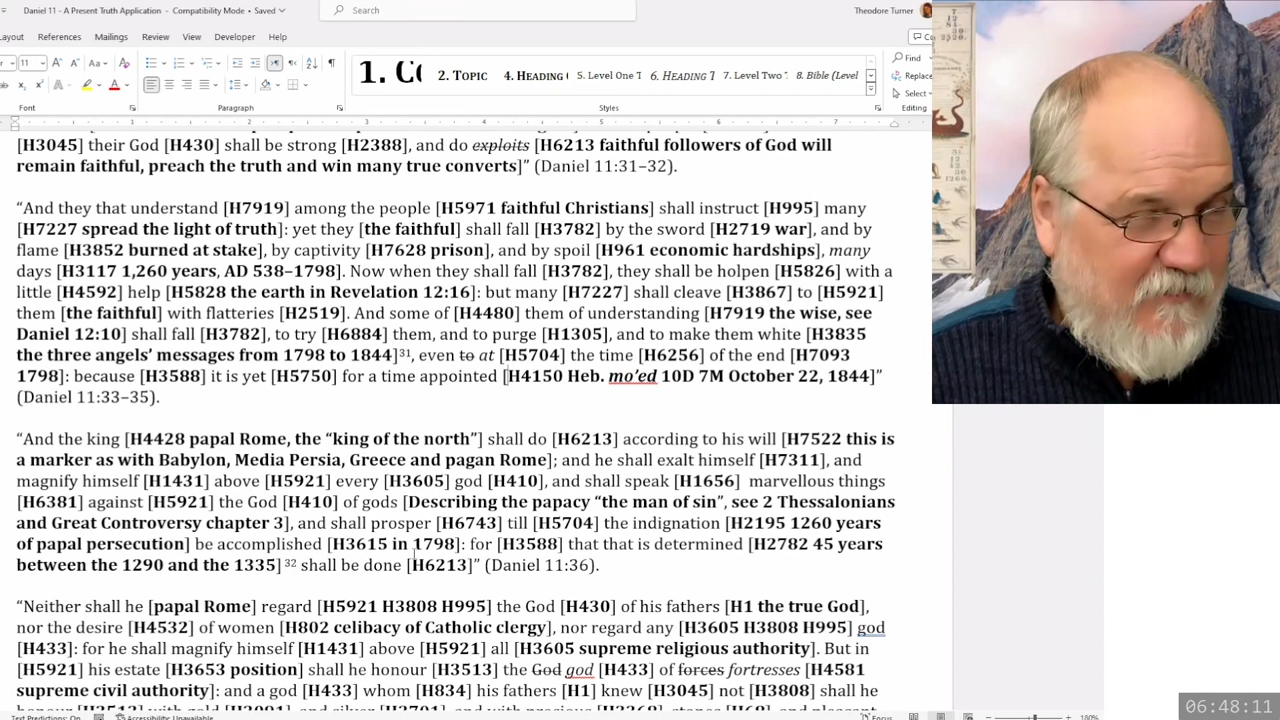 Daniel 11 - A Present Truth Application - Compatibility Mode • Saved
Search
Theodore Turner
Layout References Mailings Review View Developer Help
11
Aa
1. Co
2. Topic
4. Heading (
5. Level One T
6. Heading T
7. Level Two
8. Bible (Level
Find
Replace
Select
Font Paragraph Styles Editing
1 2 3 4 5 6 7
[H3045] their God [H430] shall be strong [H2388], and do exploits [H6213 faithful followers of God will
remain faithful, preach the truth and win many true converts]” (Daniel 11:31–32).
“And they that understand [H7919] among the people [H5971 faithful Christians] shall instruct [H995] many
[H7227 spread the light of truth]: yet they [the faithful] shall fall [H3782] by the sword [H2719 war], and by
flame [H3852 burned at stake], by captivity [H7628 prison], and by spoil [H961 economic hardships], many
days [H3117 1,260 years, AD 538–1798]. Now when they shall fall [H3782], they shall be holpen [H5826] with a
little [H4592] help [H5828 the earth in Revelation 12:16]: but many [H7227] shall cleave [H3867] to [H5921]
them [the faithful] with flatteries [H2519]. And some of [H4480] them of understanding [H7919 the wise, see
Daniel 12:10] shall fall [H3782], to try [H6884] them, and to purge [H1305], and to make them white [H3835
the three angels’ messages from 1798 to 1844]31, even to at [H5704] the time [H6256] of the end [H7093
1798]: because [H3588] it is yet [H5750] for a time appointed [H4150 Heb. mo’ed 10D 7M October 22, 1844]”
(Daniel 11:33–35).
“And the king [H4428 papal Rome, the “king of the north”] shall do [H6213] according to his will [H7522 this is
a marker as with Babylon, Media Persia, Greece and pagan Rome]; and he shall exalt himself [H7311], and
magnify himself [H1431] above [H5921] every [H3605] god [H410], and shall speak [H1656] marvellous things
[H6381] against [H5921] the God [H410] of gods [Describing the papacy “the man of sin”, see 2 Thessalonians
and Great Controversy chapter 3], and shall prosper [H6743] till [H5704] the indignation [H2195 1260 years
of papal persecution] be accomplished [H3615 in 1798]: for [H3588] that that is determined [H2782 45 years
between the 1290 and the 1335] 32 shall be done [H6213]” (Daniel 11:36).
“Neither shall he [papal Rome] regard [H5921 H3808 H995] the God [H430] of his fathers [H1 the true God],
nor the desire [H4532] of women [H802 celibacy of Catholic clergy], nor regard any [H3605 H3808 H995] god
[H433]: for he shall magnify himself [H1431] above [H5921] all [H3605 supreme religious authority]. But in
[H5921] his estate [H3653 position] shall he honour [H3513] the God god [H433] of forces fortresses [H4581
supreme civil authority]: and a god [H433] whom [H834] his fathers [H1] knew [H3045] not [H3808] shall he
Text Predictions: On Accessibility: Unavailable Focus 180%
06:48:11